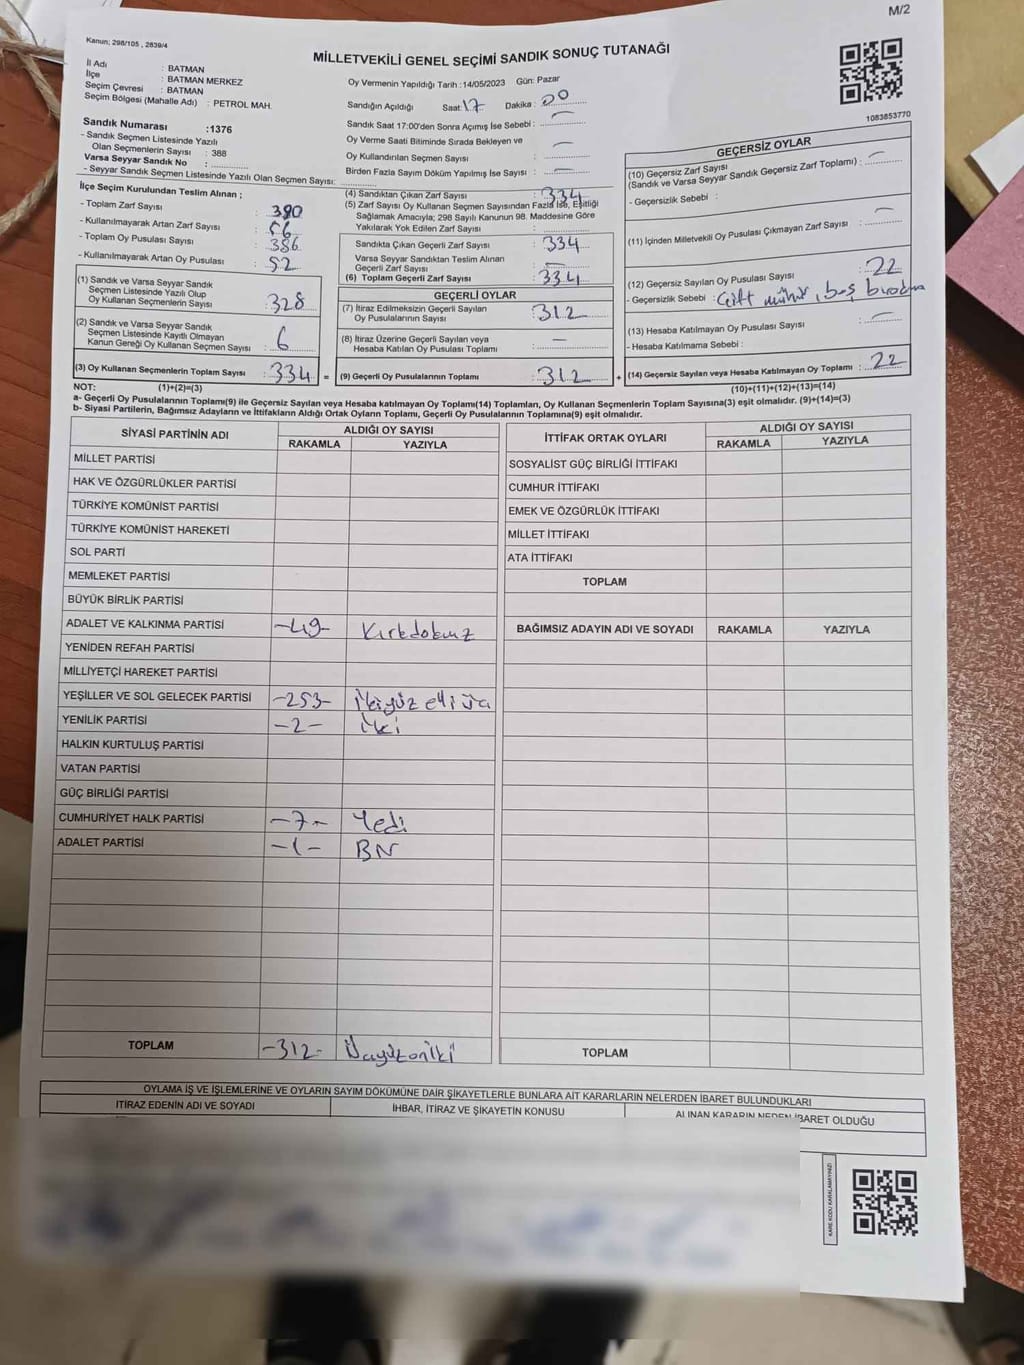 M/2
Kanun: 298/105 , 2839/4
MİLLETVEKİLİ GENEL SEÇİMİ SANDIK SONUÇ TUTANAĞI
İl Adı : BATMAN
İlçe : BATMAN MERKEZ
Seçim Çevresi : BATMAN
Seçim Bölgesi (Mahalle Adı) : PETROL MAH.
Sandık Numarası :1376
- Sandık Seçmen Listesinde Yazılı
Olan Seçmenlerin Sayısı : 388
Varsa Seyyar Sandık No :
- Seyyar Sandık Seçmen Listesinde Yazılı Olan Seçmen Sayısı:
Oy Vermenin Yapıldığı Tarih :14/05/2023 Gün: Pazar
Sandığın Açıldığı Saat: 17 Dakika : 00
Sandık Saat 17:00'den Sonra Açımış İse Sebebi : —
Oy Verme Saati Bitiminde Sırada Bekleyen ve
Oy Kullandırılan Seçmen Sayısı : —
Birden Fazla Sayım Döküm Yapılmış İse Sayısı : —
1083853770
İlçe Seçim Kurulundan Teslim Alınan ;
- Toplam Zarf Sayısı : 390
- Kullanılmayarak Artan Zarf Sayısı : 56
- Toplam Oy Pusulası Sayısı : 386
- Kullanılmayarak Artan Oy Pusulası : 52
(1) Sandık ve Varsa Seyyar Sandık
Seçmen Listesinde Yazılı Olup
Oy Kullanan Seçmenlerin Sayısı : 328
(2) Sandık ve Varsa Seyyar Sandık
Seçmen Listesinde Kayıtlı Olmayan
Kanun Gereği Oy Kullanan Seçmen Sayısı : 6
(3) Oy Kullanan Seçmenlerin Toplam Sayısı : 334 =
(4) Sandıktan Çıkan Zarf Sayısı : 334
(5) Zarf Sayısı Oy Kullanan Seçmen Sayısından Fazla İse, Eşitliği
Sağlamak Amacıyla; 298 Sayılı Kanunun 98. Maddesine Göre
Yakılarak Yok Edilen Zarf Sayısı :
Sandıkta Çıkan Geçerli Zarf Sayısı : 334
Varsa Seyyar Sandıktan Teslim Alınan
Geçerli Zarf Sayısı : —
(6) Toplam Geçerli Zarf Sayısı : 334
GEÇERLİ OYLAR
(7) İtiraz Edilmeksizin Geçerli Sayılan
Oy Pusulalarının Sayısı : 312
(8) İtiraz Üzerine Geçerli Sayılan veya
Hesaba Katılan Oy Pusulası Toplamı : —
(9) Geçerli Oy Pusulalarının Toplamı : 312 +
GEÇERSİZ OYLAR
(10) Geçersiz Zarf Sayısı
(Sandık ve Varsa Seyyar Sandık Geçersiz Zarf Toplamı) : —
- Geçersizlik Sebebi :
(11) İçinden Milletvekili Oy Pusulası Çıkmayan Zarf Sayısı : —
(12) Geçersiz Sayılan Oy Pusulası Sayısı : 22
- Geçersizlik Sebebi : Çift mühür, boş bırakma
(13) Hesaba Katılmayan Oy Pusulası Sayısı : —
- Hesaba Katılmama Sebebi :
(14) Geçersiz Sayılan veya Hesaba Katılmayan Oy Toplamı : 22
NOT: (1)+(2)=(3) (10)+(11)+(12)+(13)=(14)
a- Geçerli Oy Pusulalarının Toplamı(9) ile Geçersiz Sayılan veya Hesaba katılmayan Oy Toplamı(14) Toplamları, Oy Kullanan Seçmenlerin Toplam Sayısına(3) eşit olmalıdır. (9)+(14)=(3)
b- Siyasi Partilerin, Bağımsız Adayların ve İttifakların Aldığı Ortak Oyların Toplamı, Geçerli Oy Pusulalarının Toplamına(9) eşit olmalıdır.
SİYASİ PARTİNİN ADI ALDIĞI OY SAYISI
RAKAMLA YAZIYLA
MİLLET PARTİSİ
HAK VE ÖZGÜRLÜKLER PARTİSİ
TÜRKİYE KOMÜNİST PARTİSİ
TÜRKİYE KOMÜNİST HAREKETİ
SOL PARTİ
MEMLEKET PARTİSİ
BÜYÜK BİRLİK PARTİSİ
ADALET VE KALKINMA PARTİSİ -49- Kırkdokuz
YENİDEN REFAH PARTİSİ
MİLLİYETÇİ HAREKET PARTİSİ
YEŞİLLER VE SOL GELECEK PARTİSİ -253- İkiyüz elli üç
YENİLİK PARTİSİ -2- İki
HALKIN KURTULUŞ PARTİSİ
VATAN PARTİSİ
GÜÇ BİRLİĞİ PARTİSİ
CUMHURİYET HALK PARTİSİ -7- Yedi
ADALET PARTİSİ -1- BİR
TOPLAM -312- Üçyüzoniki
İTTİFAK ORTAK OYLARI ALDIĞI OY SAYISI
RAKAMLA YAZIYLA
SOSYALİST GÜÇ BİRLİĞİ İTTİFAKI
CUMHUR İTTİFAKI
EMEK VE ÖZGÜRLÜK İTTİFAKI
MİLLET İTTİFAKI
ATA İTTİFAKI
TOPLAM
BAĞIMSIZ ADAYIN ADI VE SOYADI RAKAMLA YAZIYLA
TOPLAM
OYLAMA İŞ VE İŞLEMLERİNE VE OYLARIN SAYIM DÖKÜMÜNE DAİR ŞİKAYETLERLE BUNLARA AİT KARARLARIN NELERDEN İBARET BULUNDUKLARI
İTİRAZ EDENİN ADI VE SOYADI İHBAR, İTİRAZ VE ŞİKAYETİN KONUSU ALINAN KARARIN NEDEN İBARET OLDUĞU
KARE KODU KARALAMAYINIZ!